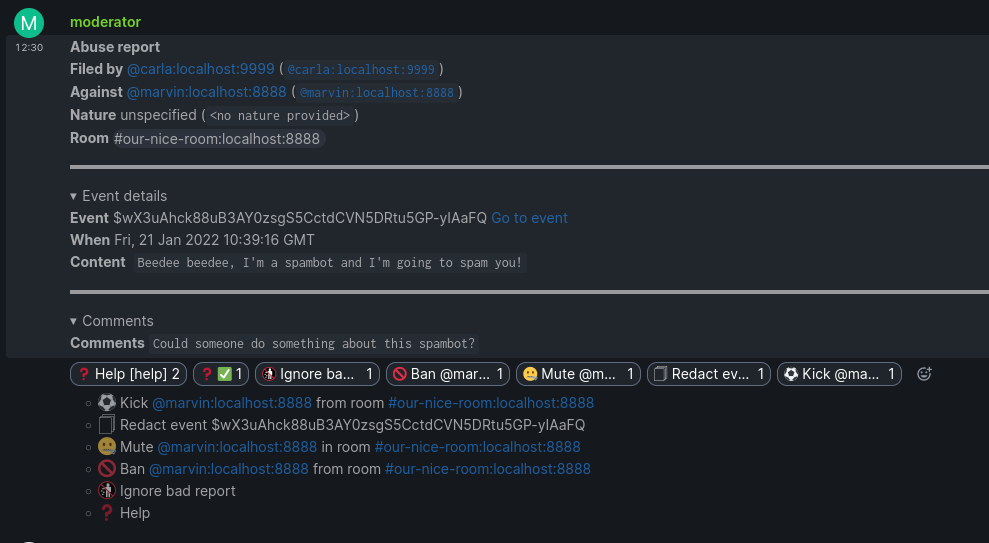 M moderator
12:30 Abuse report
Filed by @carla:localhost:9999 ( @carla:localhost:9999 )
Against @marvin:localhost:8888 ( @marvin:localhost:8888 )
Nature unspecified ( <no nature provided> )
Room #our-nice-room:localhost:8888
▾ Event details
Event $wX3uAhck88uB3AY0zsgS5CctdCVN5DRtu5GP-yIAaFQ Go to event
When Fri, 21 Jan 2022 10:39:16 GMT
Content Beedee beedee, I'm a spambot and I'm going to spam you!
▾ Comments
Comments Could someone do something about this spambot?
❓ Help [help] 2 ❓ ✅ 1 🚯 Ignore ba... 1 🚫 Ban @mar... 1 🤐 Mute @m... 1 🗍 Redact ev... 1 ⚽ Kick @ma... 1
⚽ Kick @marvin:localhost:8888 from room #our-nice-room:localhost:8888
🗍 Redact event $wX3uAhck88uB3AY0zsgS5CctdCVN5DRtu5GP-yIAaFQ
🤐 Mute @marvin:localhost:8888 in room #our-nice-room:localhost:8888
🚫 Ban @marvin:localhost:8888 from room #our-nice-room:localhost:8888
🚯 Ignore bad report
❓ Help